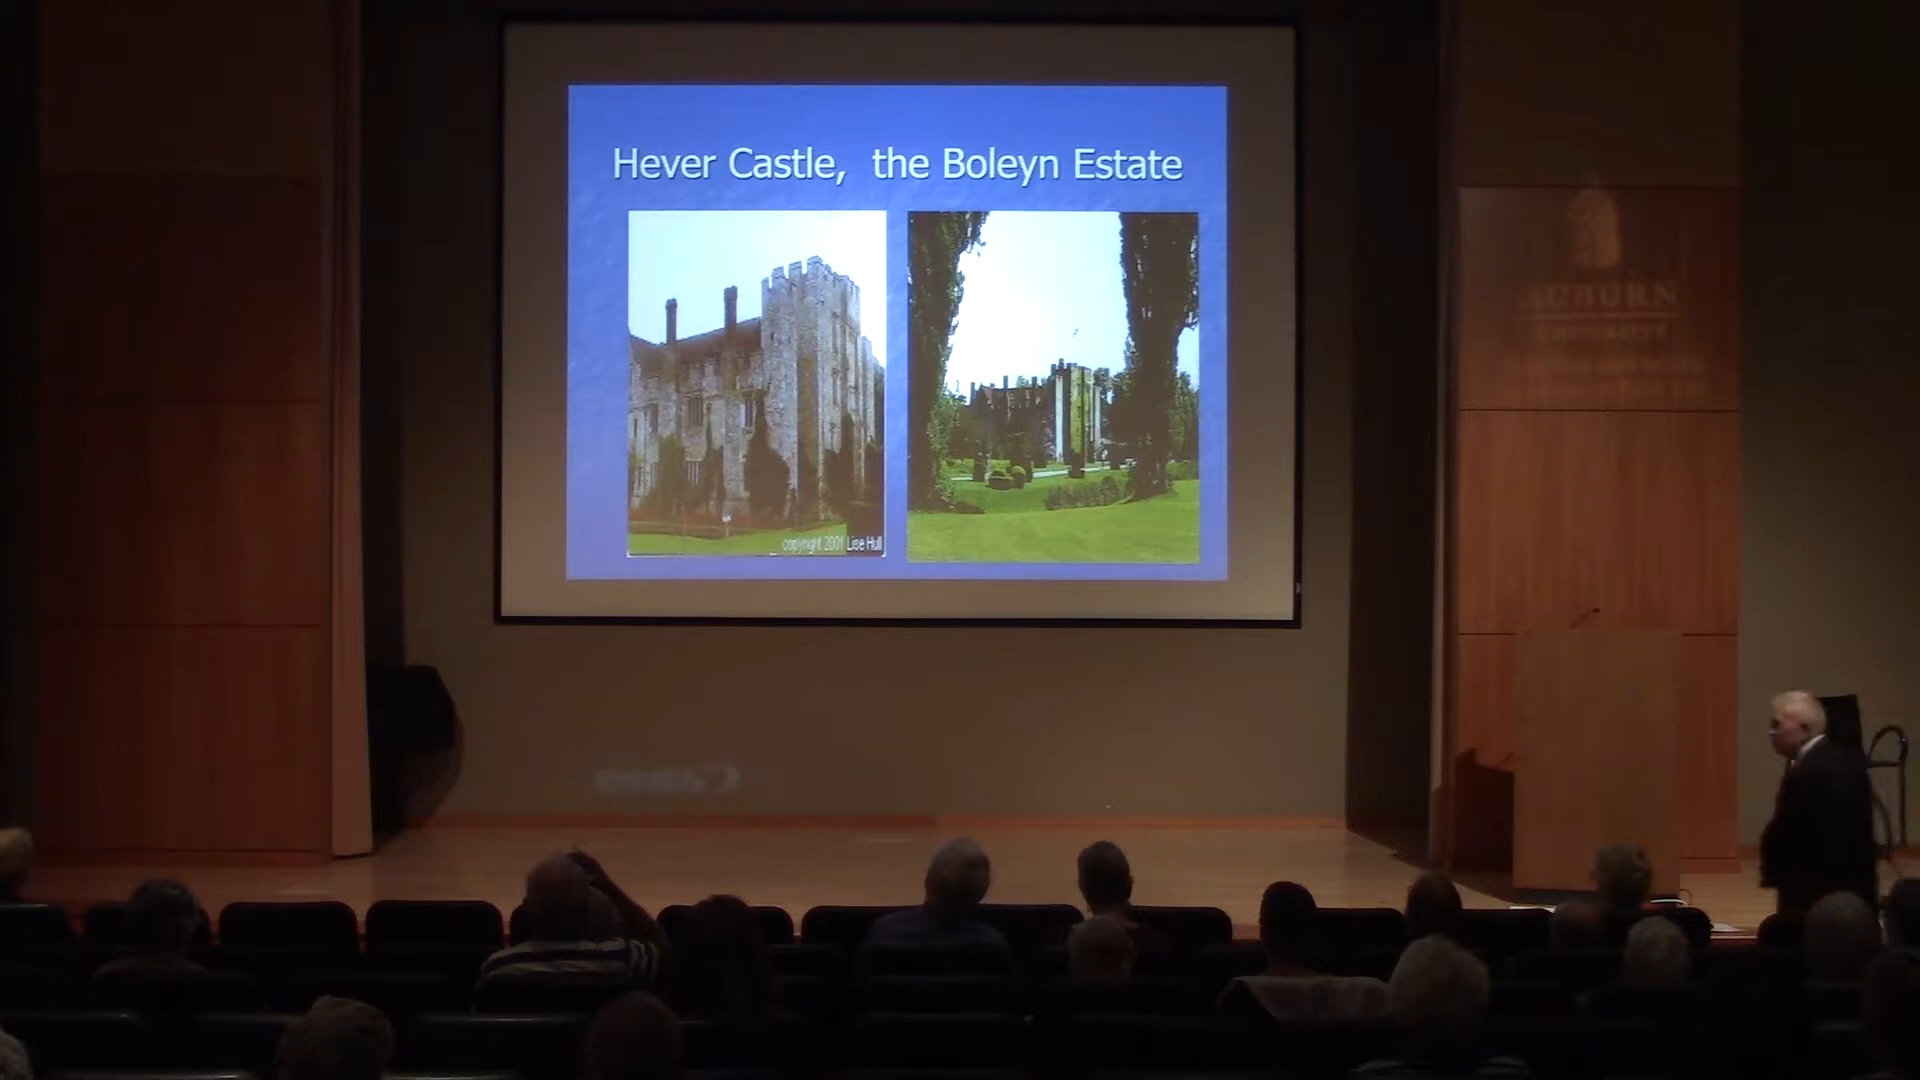 Hever Castle, the Boleyn Estate
copyright 2001 Lise Hull
AUBURN
UNIVERSITY